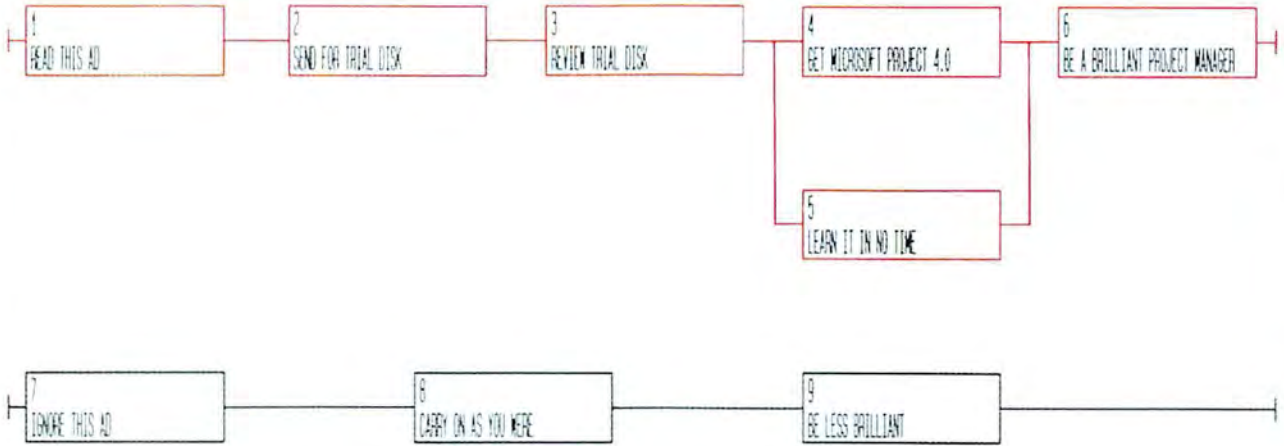 1
READ THIS AD
2
SEND FOR TRIAL DISK
3
REVIEW TRIAL DISK
4
GET MICROSOFT PROJECT 4.0
6
BE A BRILLIANT PROJECT MANAGER
5
LEARN IT IN NO TIME
7
IGNORE THIS AD
8
CARRY ON AS YOU WERE
9
BE LESS BRILLIANT